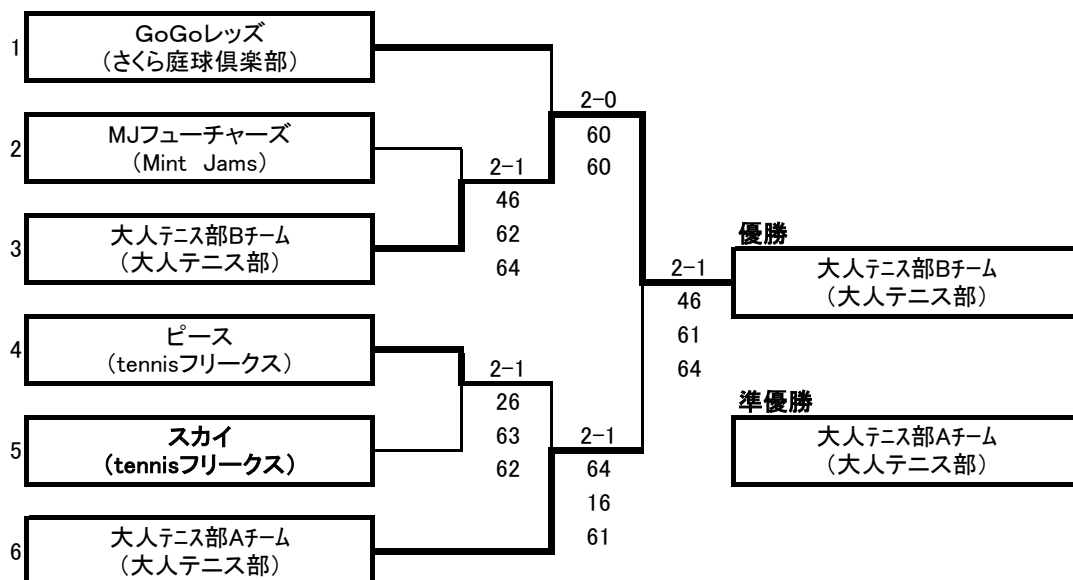 1
GoGoレッズ
(さくら庭球倶楽部)
2
MJフューチャーズ
(Mint Jams)
3
大人テニス部Bチーム
(大人テニス部)
4
ピース
(tennisフリークス)
5
スカイ
(tennisフリークス)
6
大人テニス部Aチーム
(大人テニス部)
2-1
46
62
64
2-1
26
63
62
2-0
60
60
2-1
64
16
61
2-1
46
61
64
優勝
大人テニス部Bチーム
(大人テニス部)
準優勝
大人テニス部Aチーム
(大人テニス部)